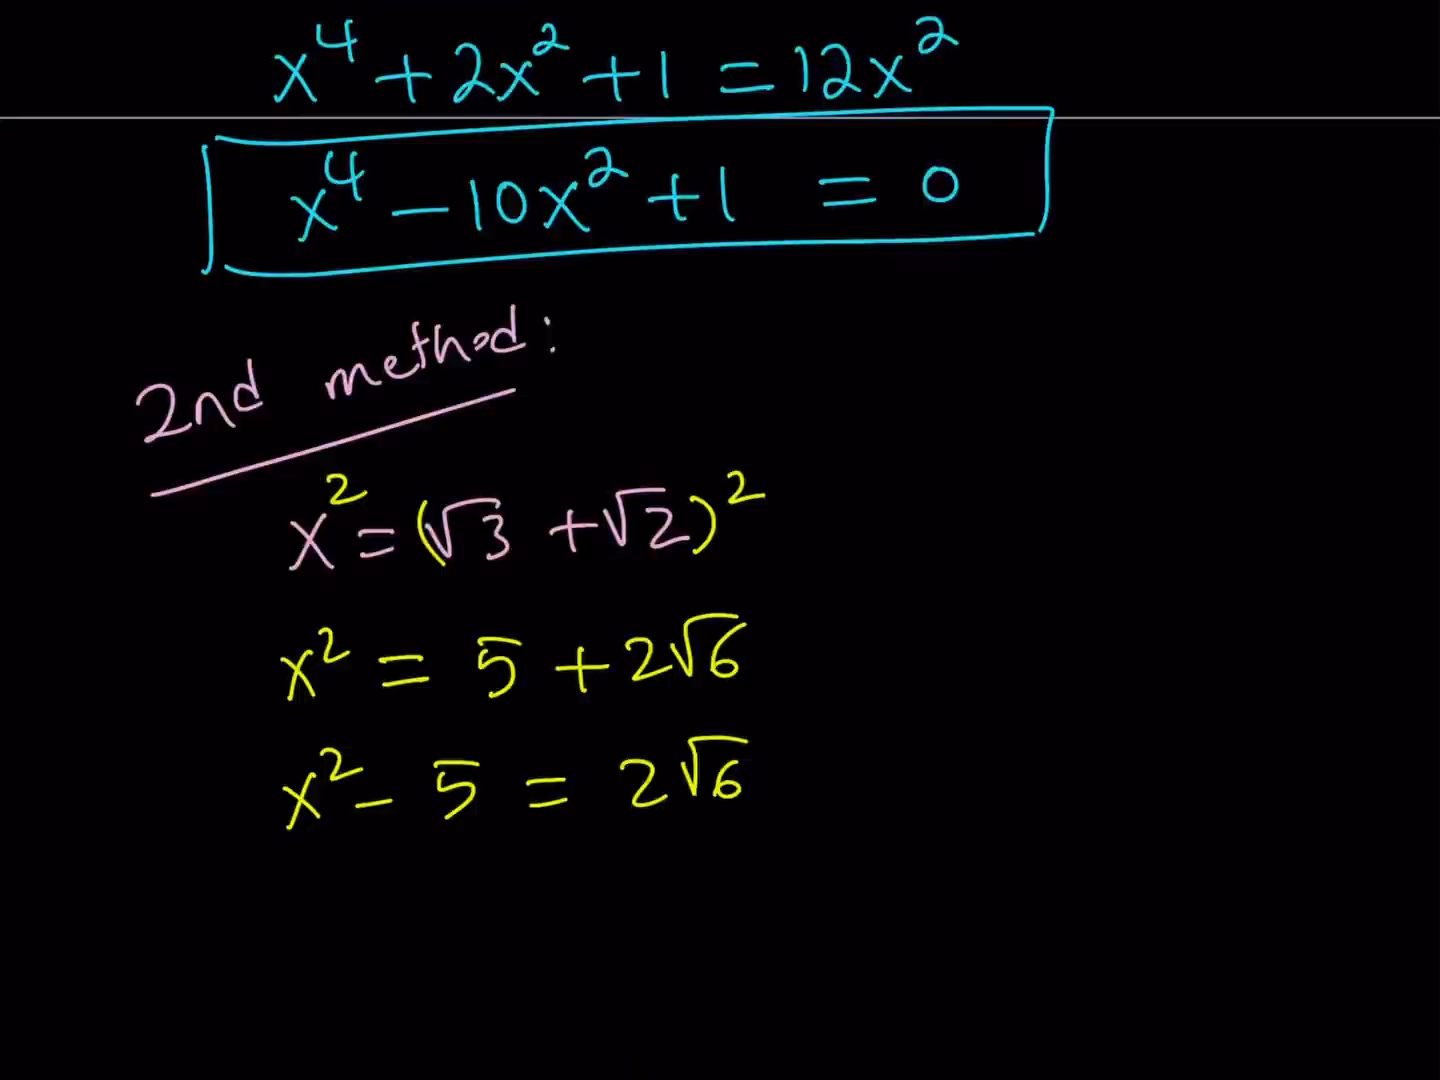 x⁴ + 2x² + 1 = 12x²
x⁴ - 10x² + 1 = 0
2nd method:
x² = (√3 + √2)²
x² = 5 + 2√6
x² - 5 = 2√6